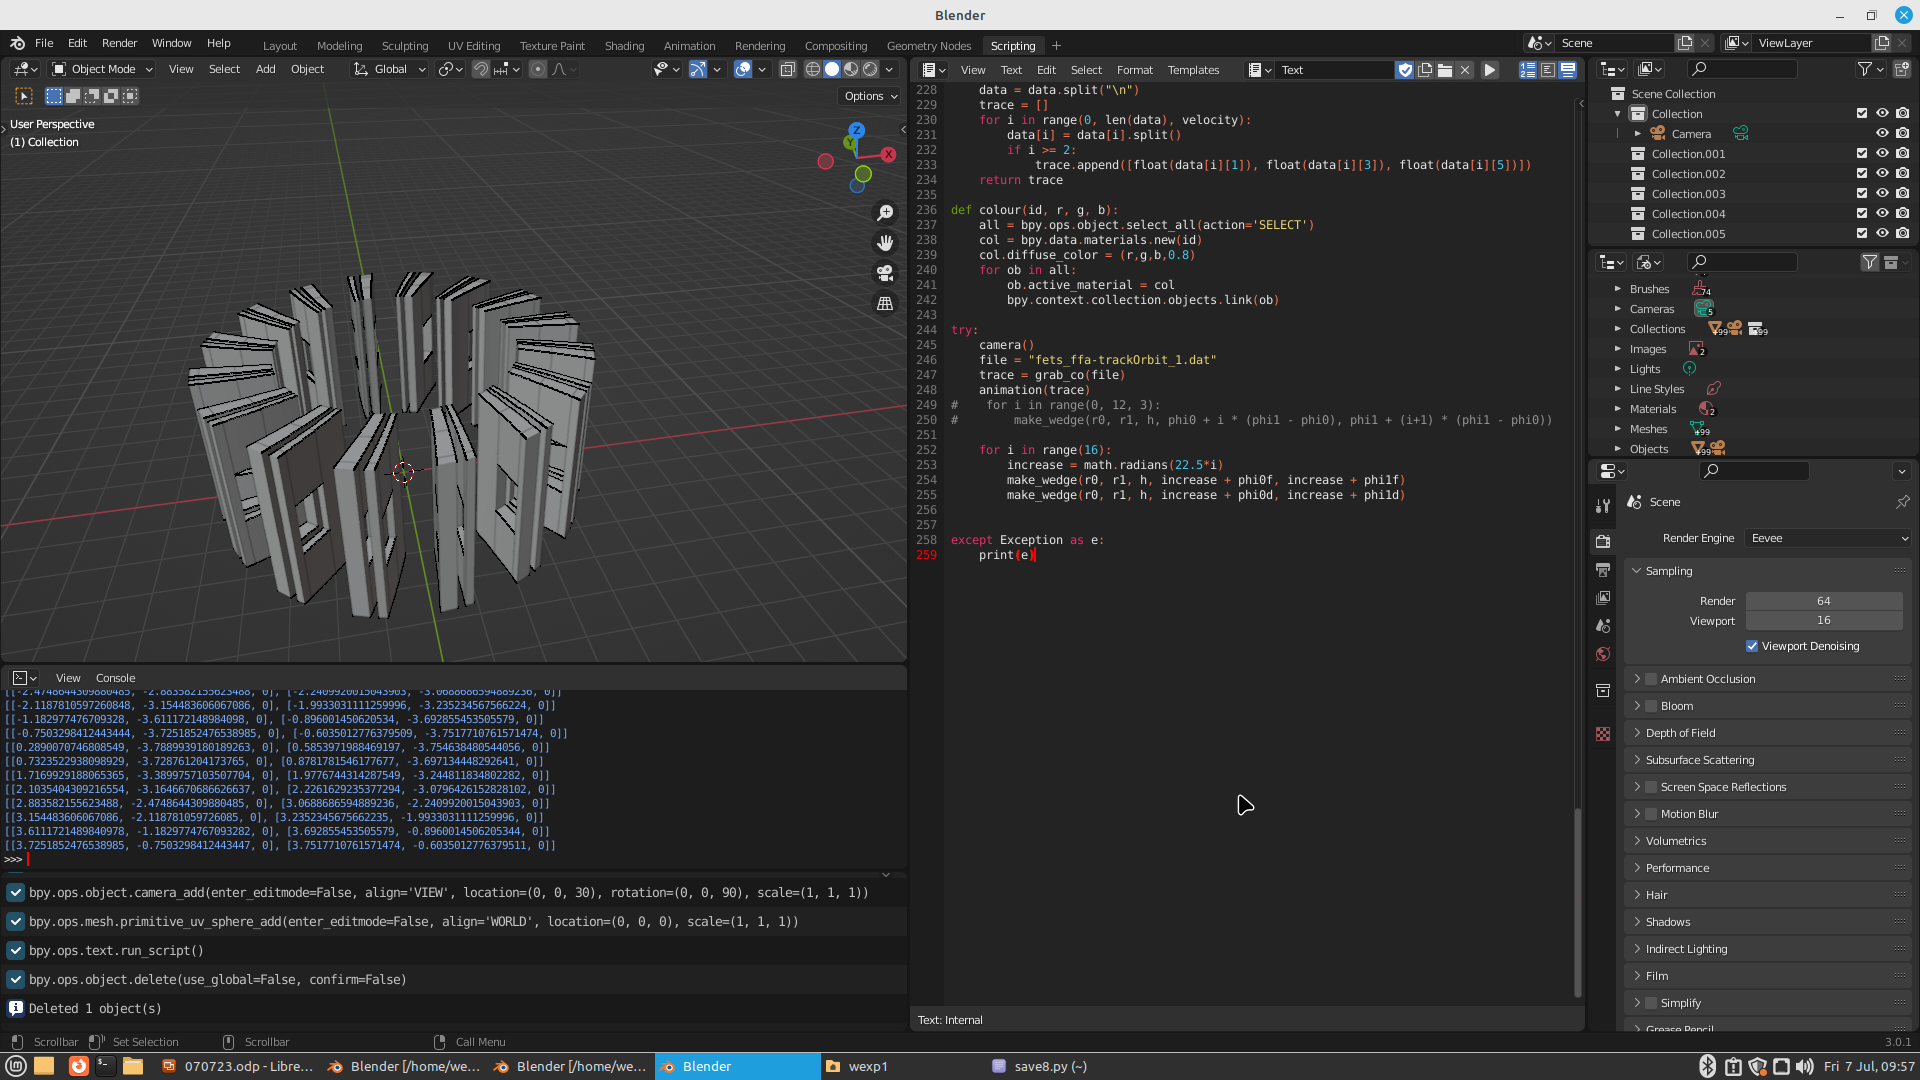 Blender
File Edit Render Window Help
Layout Modeling Sculpting UV Editing Texture Paint Shading Animation Rendering Compositing Geometry Nodes Scripting +
Scene
ViewLayer
Object Mode View Select Add Object Global
Options
User Perspective
(1) Collection
Z
Y
X
View Text Edit Select Format Templates Text
228 data = data.split("\n")
229 trace = []
230 for i in range(0, len(data), velocity):
231 data[i] = data[i].split()
232 if i >= 2:
233 trace.append([float(data[i][1]), float(data[i][3]), float(data[i][5])])
234 return trace
235
236 def colour(id, r, g, b):
237 all = bpy.ops.object.select_all(action='SELECT')
238 col = bpy.data.materials.new(id)
239 col.diffuse_color = (r,g,b,0.8)
240 for ob in all:
241 ob.active_material = col
242 bpy.context.collection.objects.link(ob)
243
244 try:
245 camera()
246 file = "fets_ffa-trackOrbit_1.dat"
247 trace = grab_co(file)
248 animation(trace)
249 # for i in range(0, 12, 3):
250 # make_wedge(r0, r1, h, phi0 + i * (phi1 - phi0), phi1 + (i+1) * (phi1 - phi0))
251
252 for i in range(16):
253 increase = math.radians(22.5*i)
254 make_wedge(r0, r1, h, increase + phi0f, increase + phi1f)
255 make_wedge(r0, r1, h, increase + phi0d, increase + phi1d)
256
257
258 except Exception as e:
259 print(e)
Text: Internal
View Console
[[-2.4748644309880485, -2.883582155623488, 0], [-2.2409920015043903, -3.0688686594889236, 0]]
[[-2.1187810597260848, -3.154483606067086, 0], [-1.9933031111259996, -3.235234567566224, 0]]
[[-1.182977476709328, -3.611172148984098, 0], [-0.896001450620534, -3.692855453505579, 0]]
[[-0.7503298412443444, -3.7251852476538985, 0], [-0.6035012776379509, -3.7517710761571474, 0]]
[[0.2890070746808549, -3.7889939180189263, 0], [0.5853971988469197, -3.754638480544056, 0]]
[[0.7323522938098929, -3.728761204173765, 0], [0.8781781546177677, -3.697134448292641, 0]]
[[1.7169929188065365, -3.3899757103507704, 0], [1.9776744314287549, -3.244811834802282, 0]]
[[2.1035404309216554, -3.1646670686626637, 0], [2.2261629235377294, -3.0796426152828102, 0]]
[[2.883582155623488, -2.4748644309880485, 0], [3.0688686594889236, -2.2409920015043903, 0]]
[[3.154483606067086, -2.118781059726085, 0], [3.2352345675662235, -1.9933031111259996, 0]]
[[3.6111721489840978, -1.1829774767093282, 0], [3.692855453505579, -0.8960014506205344, 0]]
[[3.7251852476538985, -0.7503298412443447, 0], [3.7517710761571474, -0.6035012776379511, 0]]
>>>
bpy.ops.object.camera_add(enter_editmode=False, align='VIEW', location=(0, 0, 30), rotation=(0, 0, 90), scale=(1, 1, 1))
bpy.ops.mesh.primitive_uv_sphere_add(enter_editmode=False, align='WORLD', location=(0, 0, 0), scale=(1, 1, 1))
bpy.ops.text.run_script()
bpy.ops.object.delete(use_global=False, confirm=False)
Deleted 1 object(s)
Scene Collection
Collection
Camera
Collection.001
Collection.002
Collection.003
Collection.004
Collection.005
Brushes 74
Cameras 5
Collections +99 +99
Images 2
Lights
Line Styles
Materials 2
Meshes +99
Objects +99
Scene
Render Engine Eevee
Sampling
Render 64
Viewport 16
Viewport Denoising
Ambient Occlusion
Bloom
Depth of Field
Subsurface Scattering
Screen Space Reflections
Motion Blur
Volumetrics
Performance
Hair
Shadows
Indirect Lighting
Film
Simplify
Grease Pencil
Scrollbar Set Selection Scrollbar Call Menu 3.0.1
070723.odp - Libre... Blender [/home/we... Blender [/home/we... Blender wexp1 save8.py (~) Fri 7 Jul, 09:57